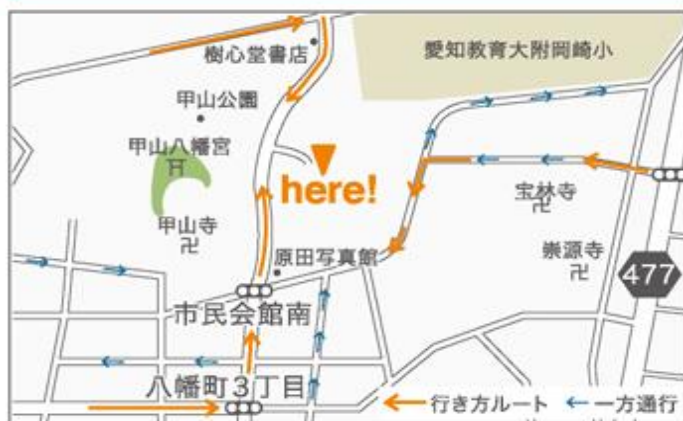 樹心堂書店
愛知教育大附岡崎小
甲山公園
甲山八幡宮
here!
宝林寺
甲山寺
原田写真館
崇源寺
477
市民会館南
八幡町3丁目
行き方ルート
一方通行